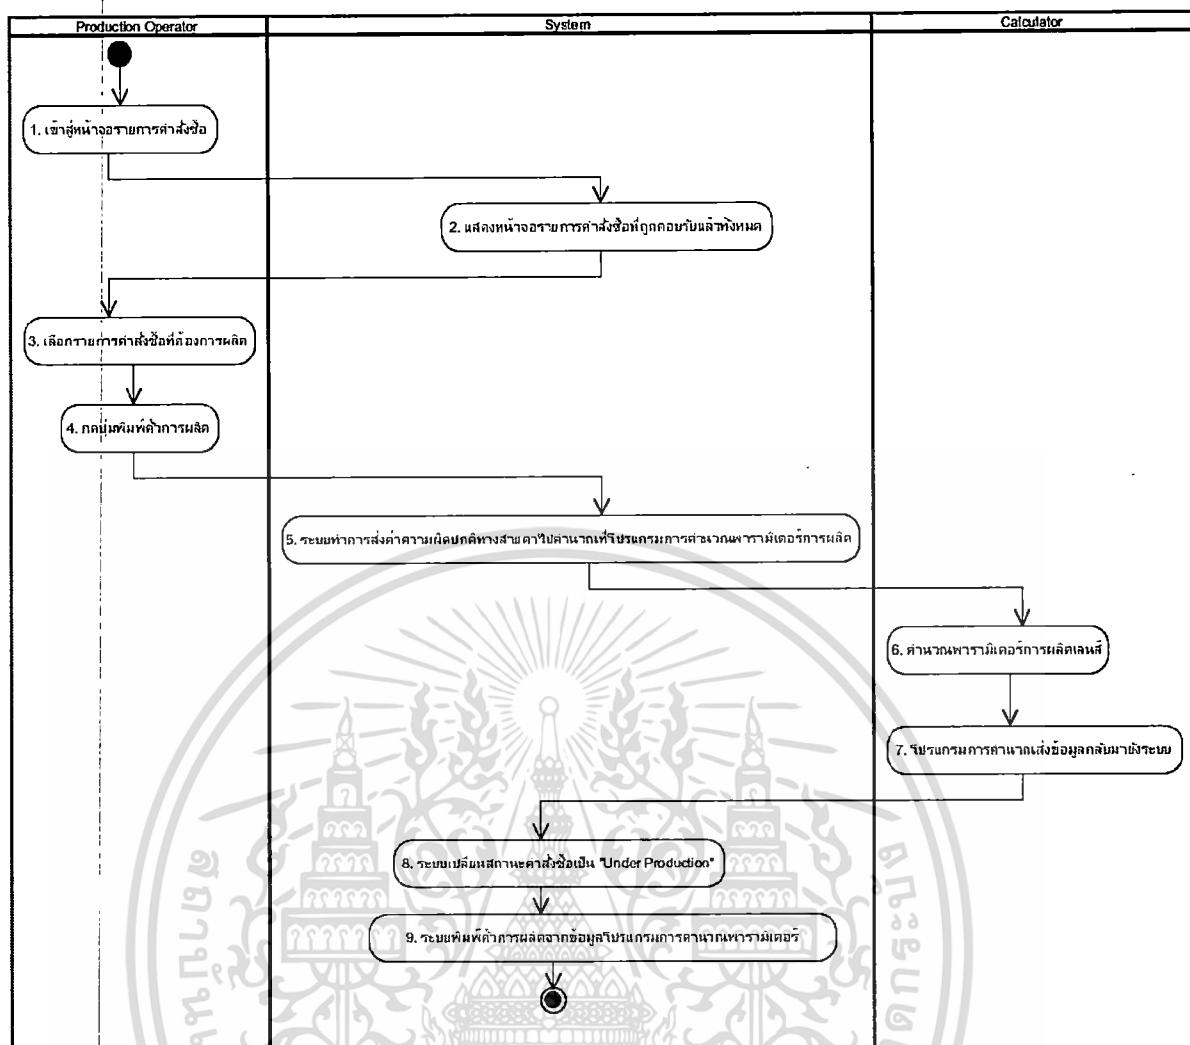 Production Operator
System
Calculator
1. เข้าสู่หน้าจอรายการคำสั่งซื้อ
2. แสดงหน้าจอรายการคำสั่งซื้อที่ถูกตอบรับแล้วทั้งหมด
3. เลือกรายการคำสั่งซื้อที่ต้องการผลิต
4. กดปุ่มพิมพ์ค่าการผลิต
5. ระบบทำการส่งค่าความผิดปกติทางสายตาไปคำนวณที่โปรแกรมการคำนวณพารามิเตอร์การผลิต
6. คำนวณพารามิเตอร์การผลิตเลนส์
7. โปรแกรมการคำนวณส่งข้อมูลกลับมายังระบบ
8. ระบบเปลี่ยนสถานะคำสั่งซื้อเป็น "Under Production"
9. ระบบพิมพ์ค่าการผลิตจากข้อมูลโปรแกรมการคำนวณพารามิเตอร์